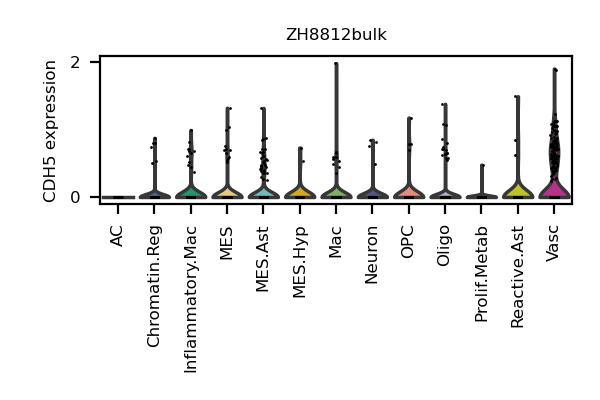 ZH8812bulk
CDH5 expression
2
0
AC
Chromatin.Reg
Inflammatory.Mac
MES
MES.Ast
MES.Hyp
Mac
Neuron
OPC
Oligo
Prolif.Metab
Reactive.Ast
Vasc